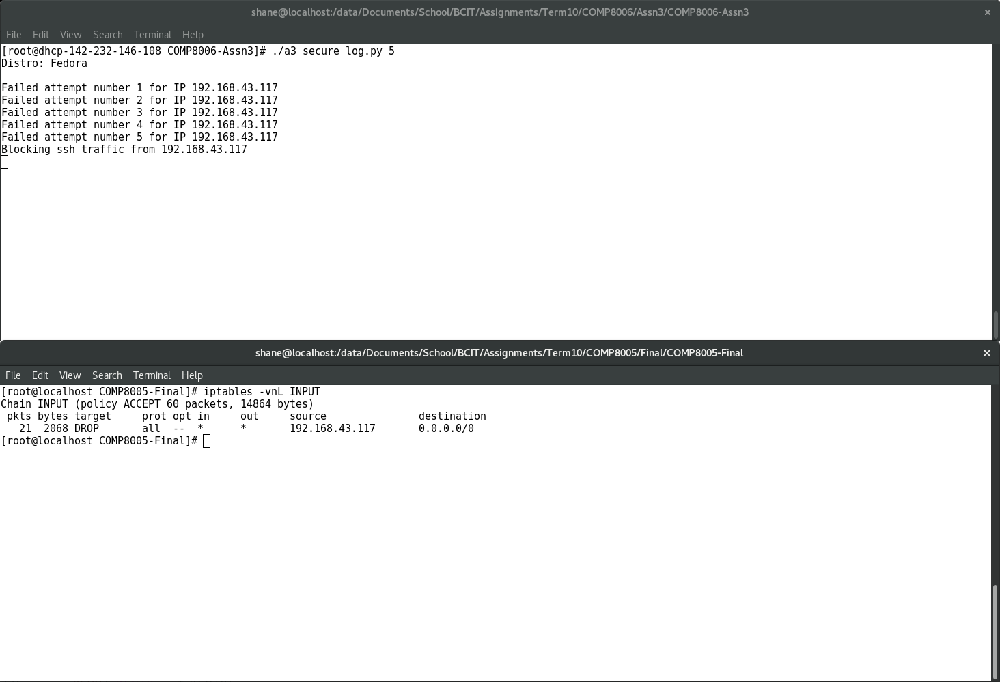 shane@localhost:/data/Documents/School/BCIT/Assignments/Term10/COMP8006/Assn3/COMP8006-Assn3 ×
File Edit View Search Terminal Help
[root@dhcp-142-232-146-108 COMP8006-Assn3]# ./a3_secure_log.py 5
Distro: Fedora
Failed attempt number 1 for IP 192.168.43.117
Failed attempt number 2 for IP 192.168.43.117
Failed attempt number 3 for IP 192.168.43.117
Failed attempt number 4 for IP 192.168.43.117
Failed attempt number 5 for IP 192.168.43.117
Blocking ssh traffic from 192.168.43.117
shane@localhost:/data/Documents/School/BCIT/Assignments/Term10/COMP8005/Final/COMP8005-Final ×
File Edit View Search Terminal Help
[root@localhost COMP8005-Final]# iptables -vnL INPUT
Chain INPUT (policy ACCEPT 60 packets, 14864 bytes)
 pkts bytes target     prot opt in     out     source               destination
   21  2068 DROP       all  --  *      *       192.168.43.117       0.0.0.0/0
[root@localhost COMP8005-Final]#